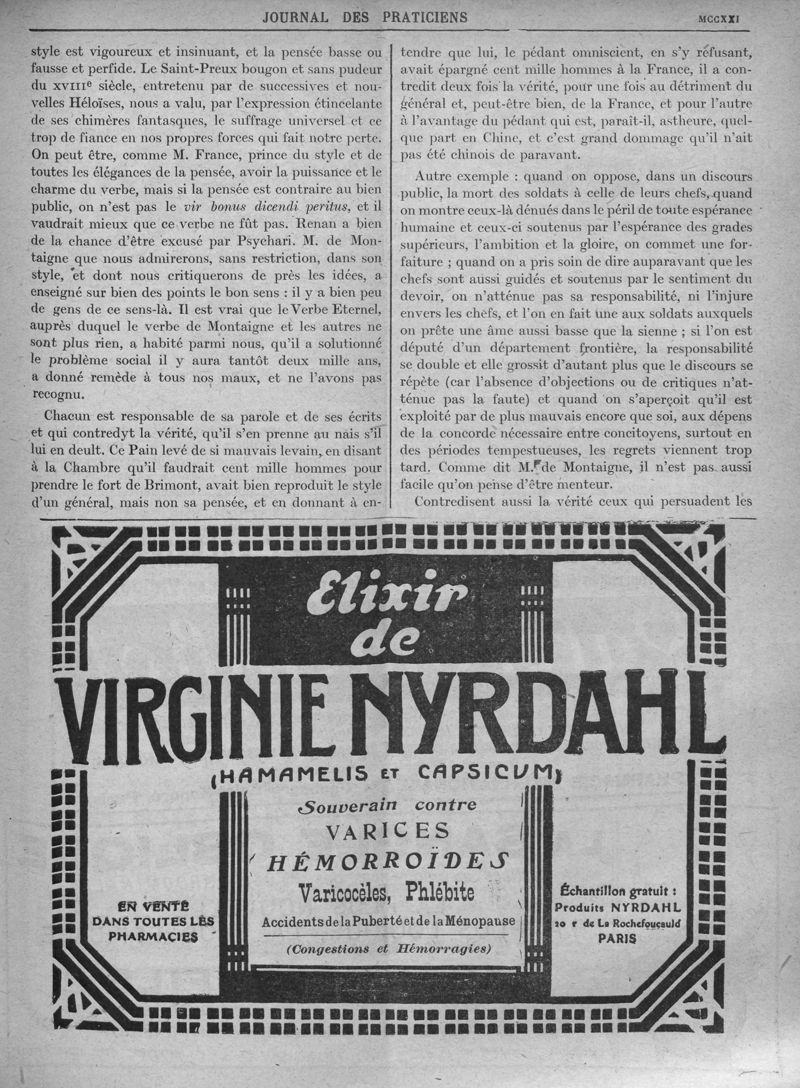 JOURNAL DES PRATICIENS
MCCXXI
style est vigoureux et insinuant, et la pensée basse ou
fausse et perfide. Le Saint-Preux bougon et sans pudeur
du XVIIIe siècle, entretenu par de successives et nou-
velles Héloïses, nous a valu, par l'expression étincelante
de ses chimères fantasques, le suffrage universel et ce
trop de fiance en nos propres forces qui fait notre perte.
On peut être, comme M. France, prince du style et de
toutes les élégances de la pensée, avoir la puissance et le
charme du verbe, mais si la pensée est contraire au bien
public, on n'est pas le vir bonus dicendi peritus, et il
vaudrait mieux que ce verbe ne fût pas. Renan a bien
de la chance d'être excusé par Psychari. M. de Mon-
taigne que nous admirerons, sans restriction, dans son
style, et dont nous critiquerons de près les idées, a
enseigné sur bien des points le bon sens : il y a bien peu
de gens de ce sens-là. Il est vrai que le Verbe Eternel,
auprès duquel le verbe de Montaigne et les autres ne
sont plus rien, a habité parmi nous, qu'il a solutionné
le problème social il y aura tantôt deux mille ans,
a donné remède à tous nos maux, et ne l'avons pas
recognu.
Chacun est responsable de sa parole et de ses écrits
et qui contredyt la vérité, qu'il s'en prenne au nais s'il
lui en deult. Ce Pain levé de si mauvais levain, en disant
à la Chambre qu'il faudrait cent mille hommes pour
prendre le fort de Brimont, avait bien reproduit le style
d'un général, mais non sa pensée, et en donnant à en-
tendre que lui, le pédant omniscient, en s'y réfusant,
avait épargné cent mille hommes à la France, il a con-
tredit deux fois la vérité, pour une fois au détriment du
général et, peut-être bien, de la France, et pour l'autre
à l'avantage du pédant qui est, paraît-il, astheure, quel-
que part en Chine, et c'est grand dommage qu'il n'ait
pas été chinois de paravant.
Autre exemple : quand on oppose, dans un discours
public, la mort des soldats à celle de leurs chefs, quand
on montre ceux-là dénués dans le péril de toute espérance
humaine et ceux-ci soutenus par l'espérance des grades
supérieurs, l'ambition et la gloire, on commet une for-
faiture ; quand on a pris soin de dire auparavant que les
chefs sont aussi guidés et soutenus par le sentiment du
devoir, on n'atténue pas sa responsabilité, ni l'injure
envers les chefs, et l'on en fait une aux soldats auxquels
on prête une âme aussi basse que la sienne ; si l'on est
député d'un département frontière, la responsabilité
se double et elle grossit d'autant plus que le discours se
répète (car l'absence d'objections ou de critiques n'at-
ténue pas la faute) et quand on s'aperçoit qu'il est
exploité par de plus mauvais encore que soi, aux dépens
de la concorde nécessaire entre concitoyens, surtout en
des périodes tempestueuses, les regrets viennent trop
tard. Comme dit M. de Montaigne, il n'est pas aussi
facile qu'on pense d'être menteur.
Contredisent aussi la vérité ceux qui persuadent les
Elixir
de
VIRGINIE NYRDAHL
(HAMAMELIS ET CAPSICUM)
Souverain contre
VARICES
HÉMORROÏDES
Varicocèles, Phlébite
Accidents de la Puberté et de la Ménopause
(Congestions et Hémorragies)
EN VENTE
DANS TOUTES LES
PHARMACIES
Échantillon gratuit :
Produits NYRDAHL
20 r de La Rochefoucauld
PARIS